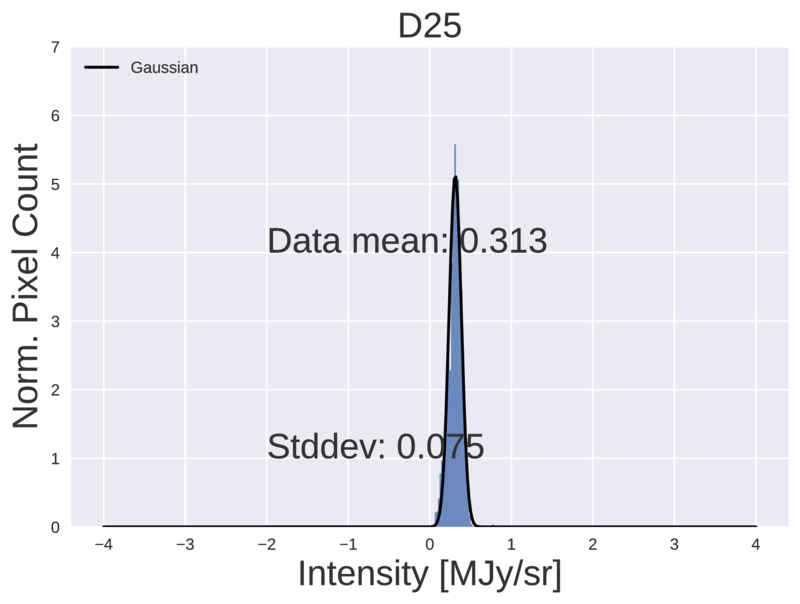 D25
7
Gaussian
6
5
Data mean: 0.313
4
3
2
Stddev: 0.075
1
0
−4 −3 −2 −1 0 1 2 3 4
Intensity [MJy/sr]
Norm. Pixel Count